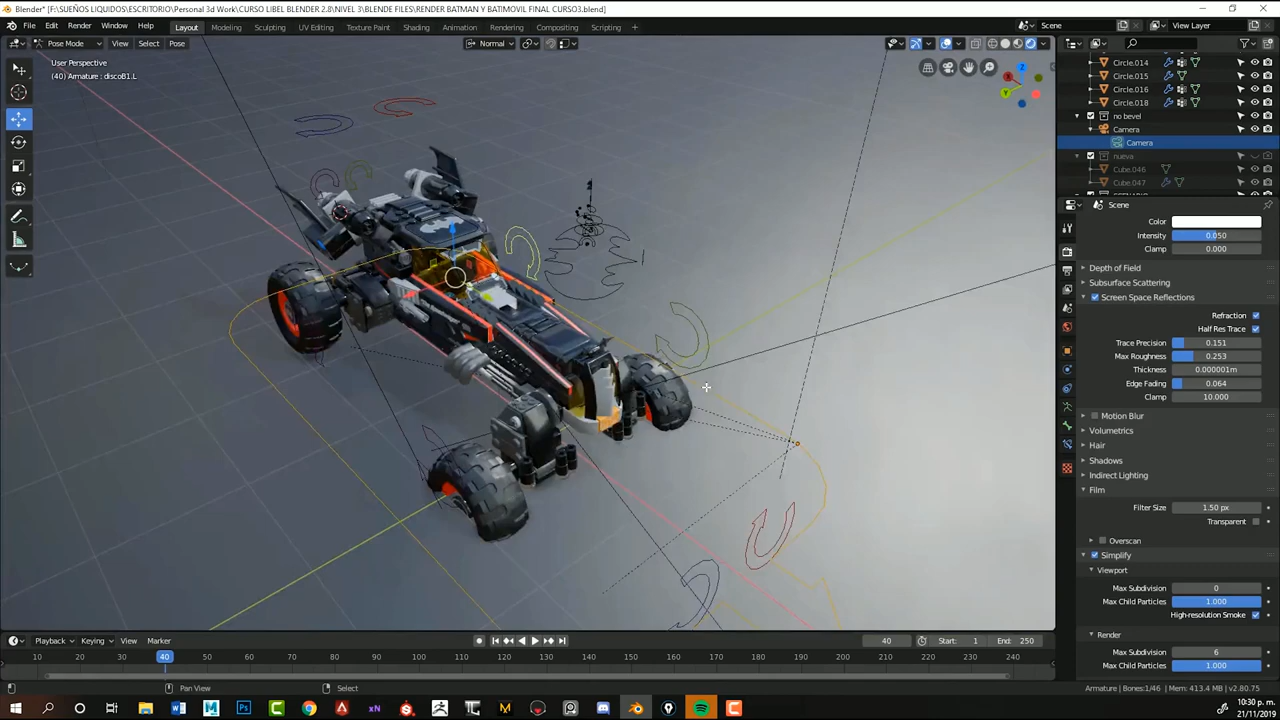 Blender* [F:\SUEÑOS LIQUIDOS\ESCRITORIO\Personal 3d Work\CURSO LIBEL BLENDER 2.8\NIVEL 3\BLENDE FILES\RENDER BATMAN Y BATIMOVIL FINAL CURSO3.blend]
File Edit Render Window Help Layout Modeling Sculpting UV Editing Texture Paint Shading Animation Rendering Compositing Scripting + Scene View Layer
Pose Mode View Select Pose Normal
User Perspective
(40) Armature : discoB1.L
Circle.014
Circle.015
Circle.016
Circle.018
no bevel
Camera
Camera
nueva
Cube.046
Cube.047
Scene
Color
Intensity 0.050
Clamp 0.000
Depth of Field
Subsurface Scattering
Screen Space Reflections
Refraction
Half Res Trace
Trace Precision 0.151
Max Roughness 0.253
Thickness 0.000001m
Edge Fading 0.064
Clamp 10.000
Motion Blur
Volumetrics
Hair
Shadows
Indirect Lighting
Film
Filter Size 1.50 px
Transparent
Overscan
Simplify
Viewport
Max Subdivision 0
Max Child Particles 1.000
High-resolution Smoke
Render
Max Subdivision 6
Max Child Particles 1.000
Playback Keying View Marker 40 Start: 1 End: 250
10 20 30 40 50 60 70 80 90 100 110 120 130 140 150 160 170 180 190 200 210 220 230 240
Pan View Select Armature | Bones:1/46 | Mem: 413.4 MB | v2.80.75
10:30 p. m.
21/11/2019